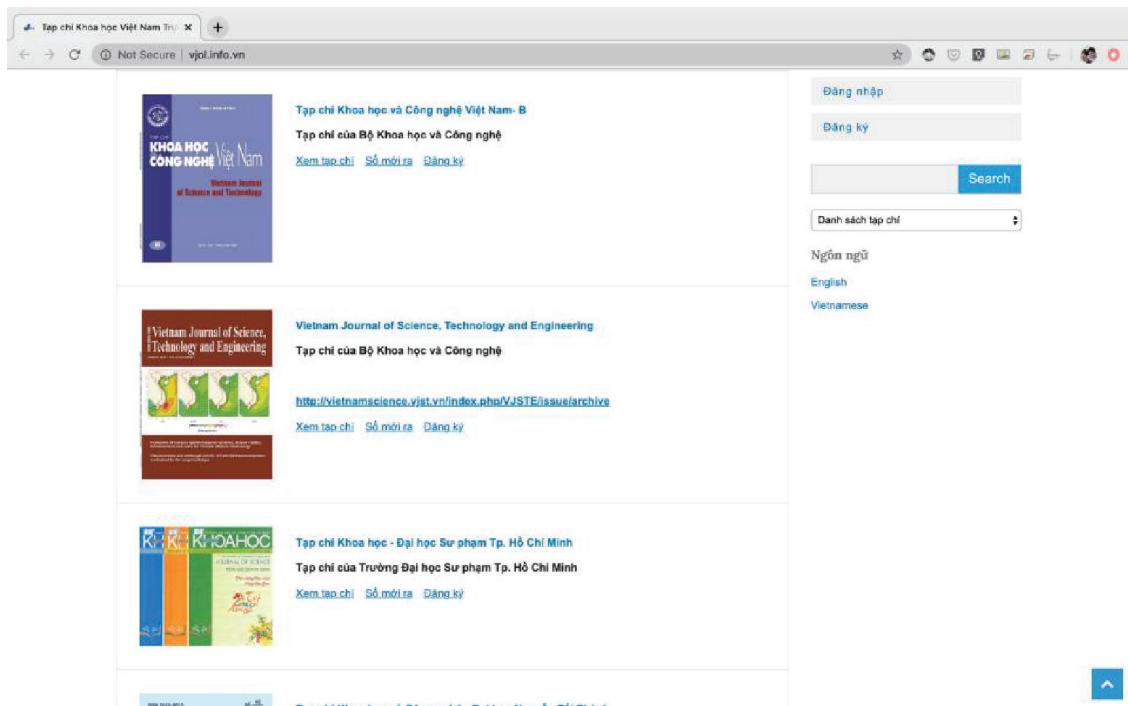 Tạp chí Khoa học Việt Nam Trự
Not Secure | vjol.info.vn
KHOA HỌC
CÔNG NGHỆ Việt Nam
Vietnam Journal
of Science and Technology
Tạp chí Khoa học và Công nghệ Việt Nam- B
Tạp chí của Bộ Khoa học và Công nghệ
Xem tạp chí Số mới ra Đăng ký
Vietnam Journal of Science,
Technology and Engineering
Vietnam Journal of Science, Technology and Engineering
Tạp chí của Bộ Khoa học và Công nghệ
http://vietnamscience.vjst.vn/index.php/VJSTE/issue/archive
Xem tạp chí Số mới ra Đăng ký
KHOAHOC
JOURNAL OF SCIENCE
Tạp chí Khoa học - Đại học Sư phạm Tp. Hồ Chí Minh
Tạp chí của Trường Đại học Sư phạm Tp. Hồ Chí Minh
Xem tạp chí Số mới ra Đăng ký
Đăng nhập
Đăng ký
Search
Danh sách tạp chí
Ngôn ngữ
English
Vietnamese